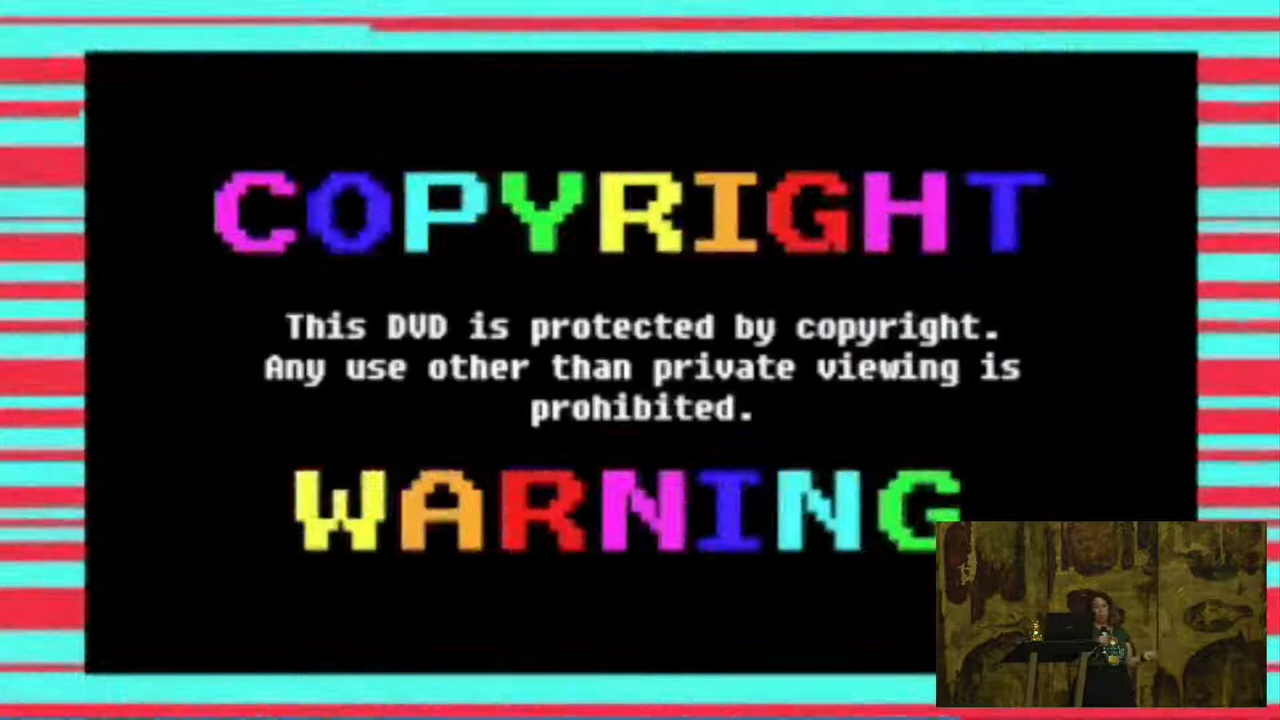 COPYRIGHT
This DVD is protected by copyright.
Any use other than private viewing is
prohibited.
WARNING